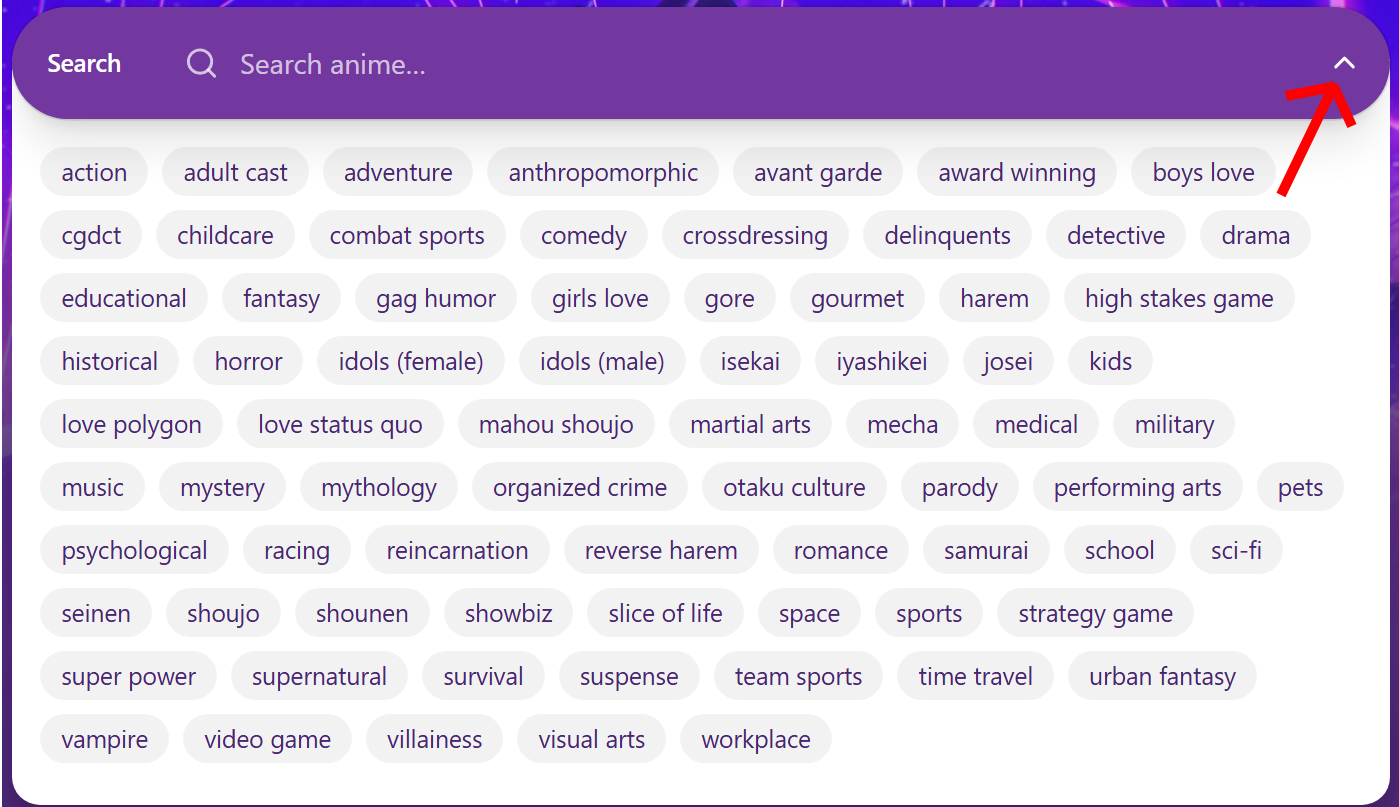 Search Search anime...
action adult cast adventure anthropomorphic avant garde award winning boys love
cgdct childcare combat sports comedy crossdressing delinquents detective drama
educational fantasy gag humor girls love gore gourmet harem high stakes game
historical horror idols (female) idols (male) isekai iyashikei josei kids
love polygon love status quo mahou shoujo martial arts mecha medical military
music mystery mythology organized crime otaku culture parody performing arts pets
psychological racing reincarnation reverse harem romance samurai school sci-fi
seinen shoujo shounen showbiz slice of life space sports strategy game
super power supernatural survival suspense team sports time travel urban fantasy
vampire video game villainess visual arts workplace